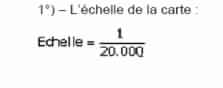 1°) – L'échelle de la carte :
Echelle = 1
20.000